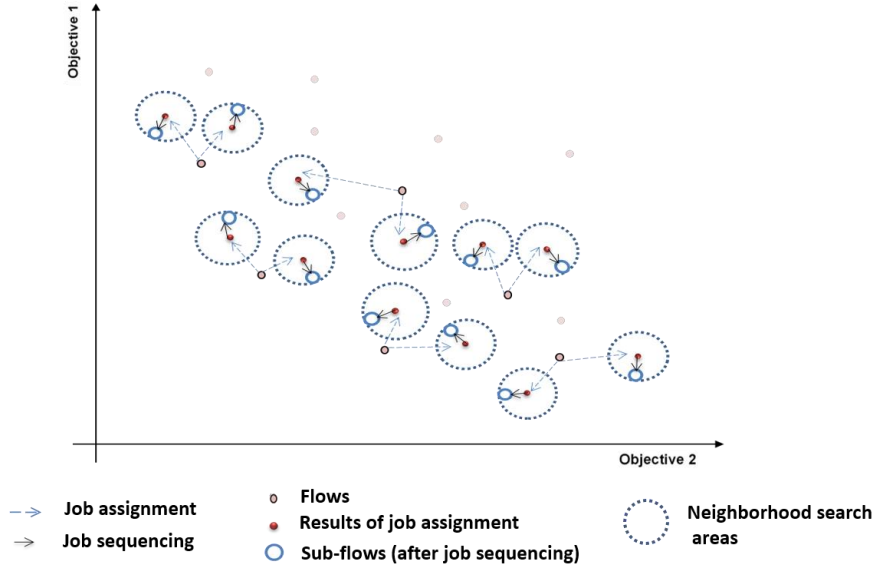 Objective 1
Objective 2
Job assignment
Job sequencing
Flows
Results of job assignment
Sub-flows (after job sequencing)
Neighborhood search
areas